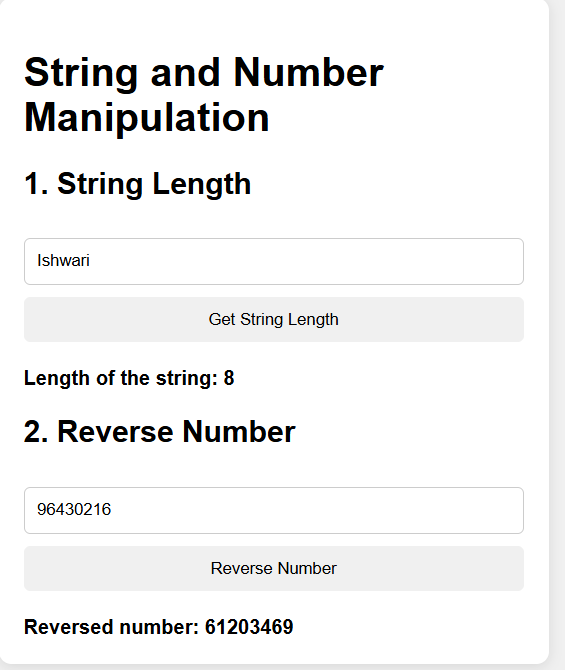 String and Number
Manipulation
1. String Length
Ishwari
Get String Length
Length of the string: 8
2. Reverse Number
96430216
Reverse Number
Reversed number: 61203469